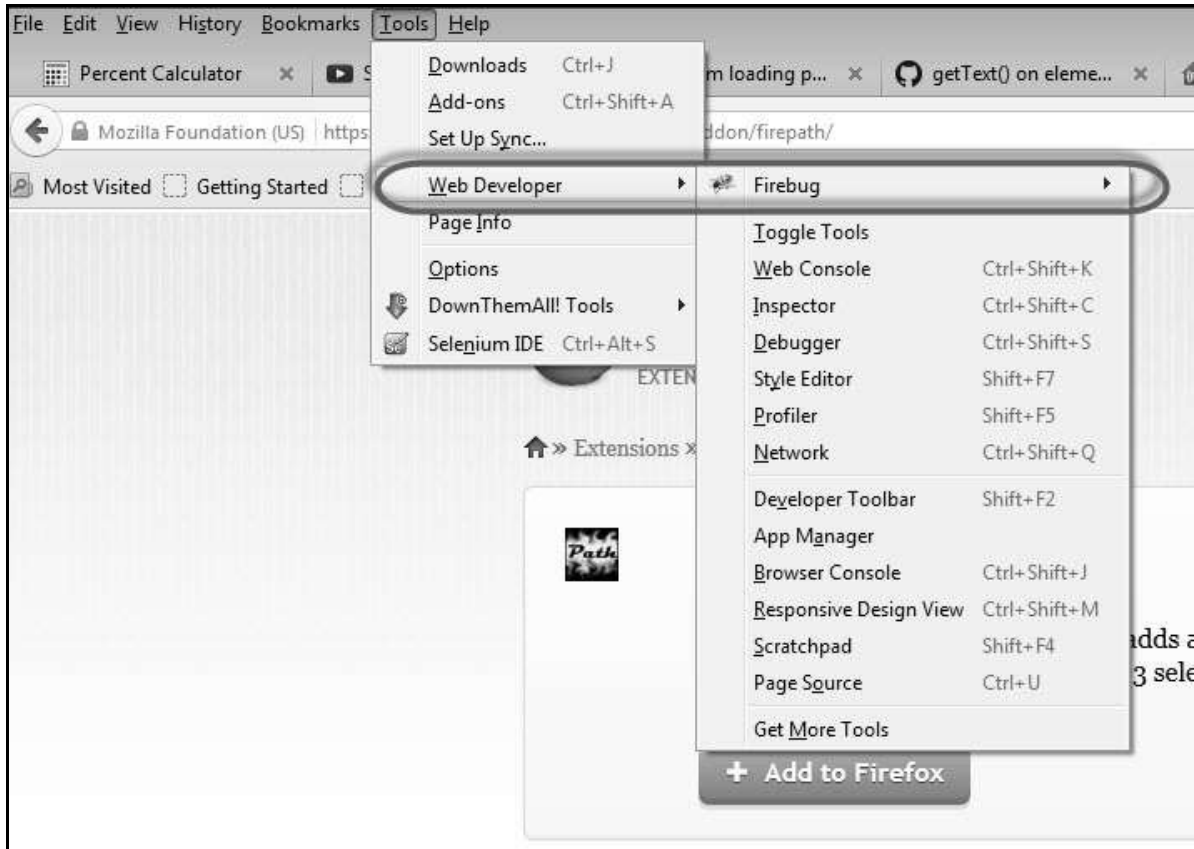 File Edit View History Bookmarks Tools Help
Percent Calculator
m loading p...
getText() on eleme...
Mozilla Foundation (US) https
ddon/firepath/
Most Visited Getting Started
Downloads Ctrl+J
Add-ons Ctrl+Shift+A
Set Up Sync...
Web Developer
Page Info
Options
DownThemAll! Tools
Selenium IDE Ctrl+Alt+S
Firebug
Toggle Tools
Web Console Ctrl+Shift+K
Inspector Ctrl+Shift+C
Debugger Ctrl+Shift+S
Style Editor Shift+F7
Profiler Shift+F5
Network Ctrl+Shift+Q
Developer Toolbar Shift+F2
App Manager
Browser Console Ctrl+Shift+J
Responsive Design View Ctrl+Shift+M
Scratchpad Shift+F4
Page Source Ctrl+U
Get More Tools
EXTEN
» Extensions »
Path
adds a
3 sele
+ Add to Firefox